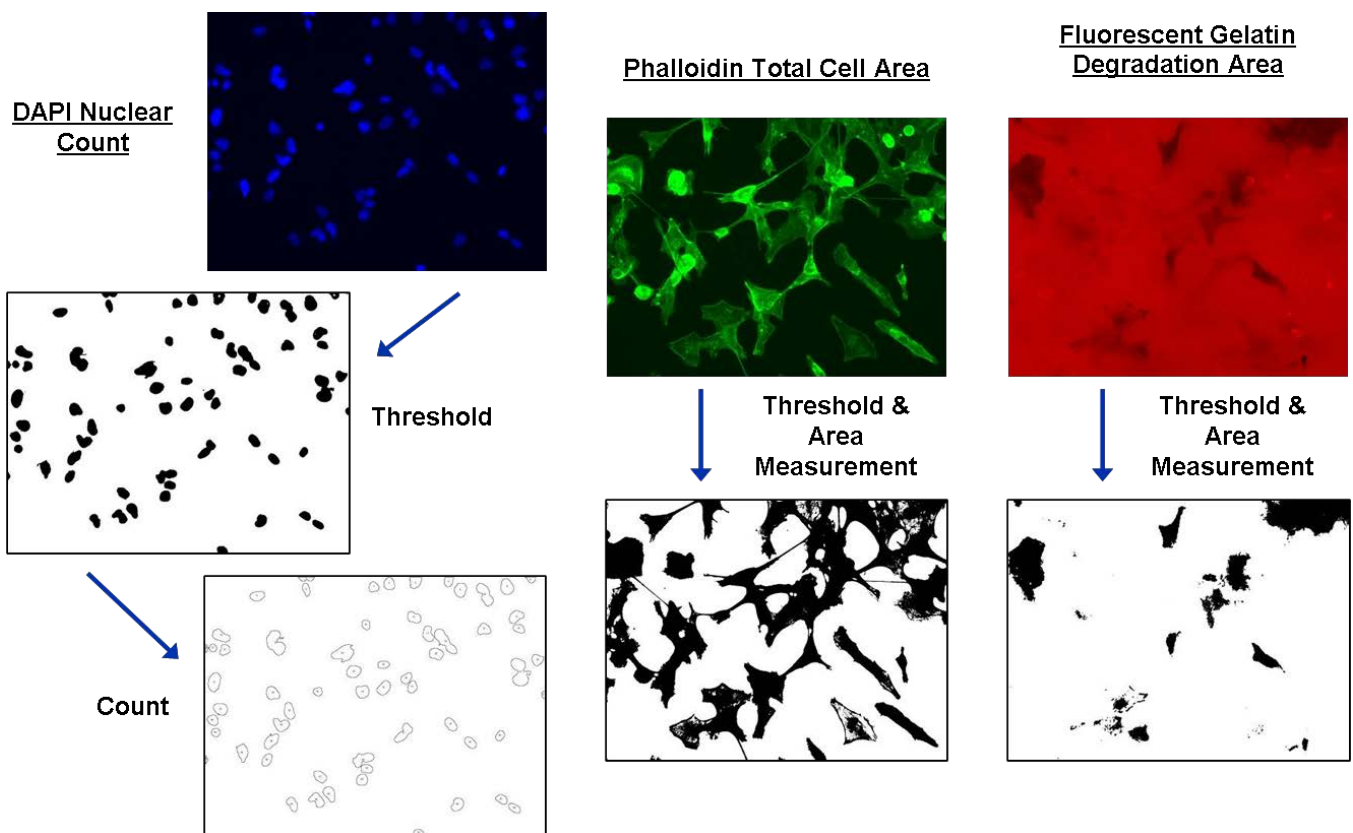 DAPI Nuclear
Count
Threshold
Count
Phalloidin Total Cell Area
Threshold &
Area
Measurement
Fluorescent Gelatin
Degradation Area
Threshold &
Area
Measurement